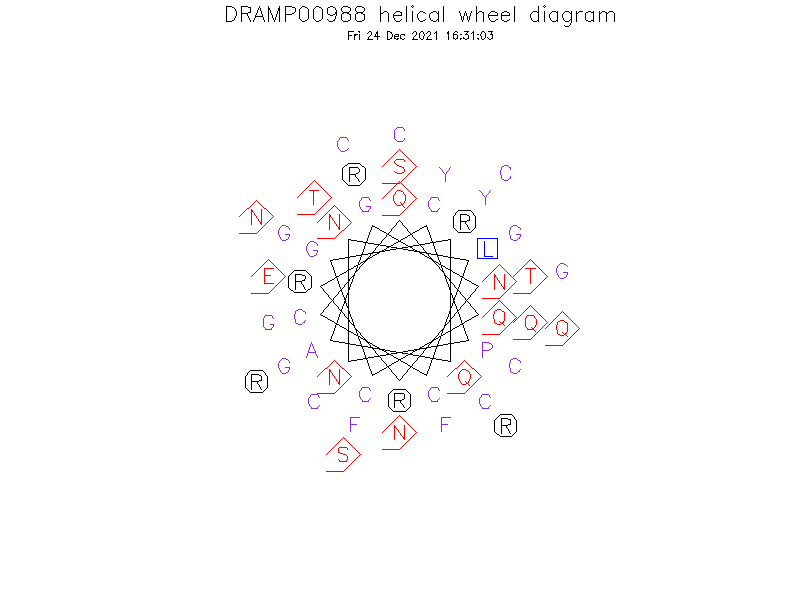 DRAMP00988 helical wheel diagram
Fri 24 Dec 2021 16:31:03
C C
R S Y C
T G Q C Y
N N R
G G
G L
E R N T G
G C Q Q Q
A P
G C
R N Q
C C R C C
F N F R
S